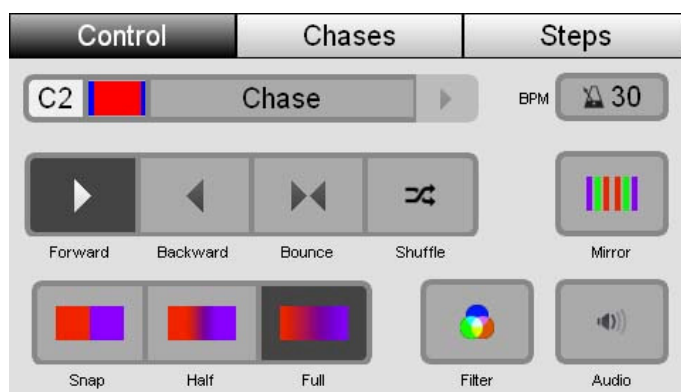 Control Chases Steps
C2 Chase BPM 30
Forward Backward Bounce Shuffle Mirror
Snap Half Full Filter Audio